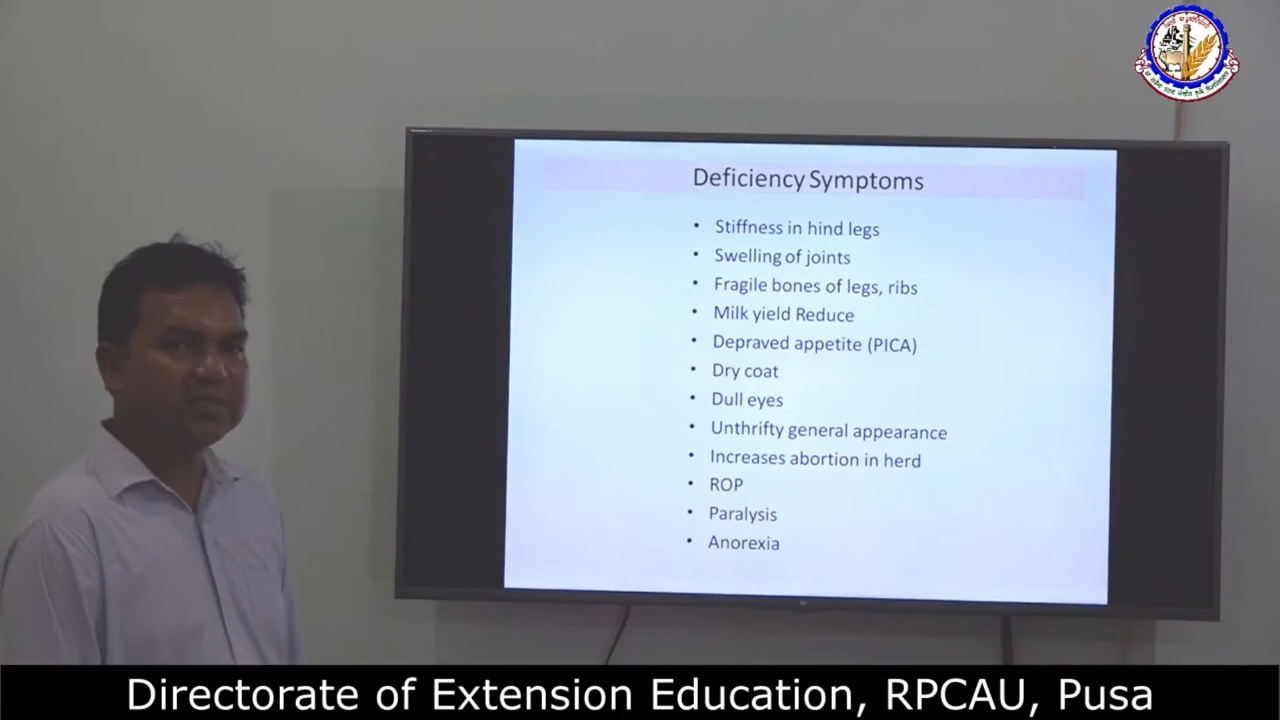 Deficiency Symptoms
• Stiffness in hind legs
• Swelling of joints
• Fragile bones of legs, ribs
• Milk yield Reduce
• Depraved appetite (PICA)
• Dry coat
• Dull eyes
• Unthrifty general appearance
• Increases abortion in herd
• ROP
• Paralysis
• Anorexia
Directorate of Extension Education, RPCAU, Pusa